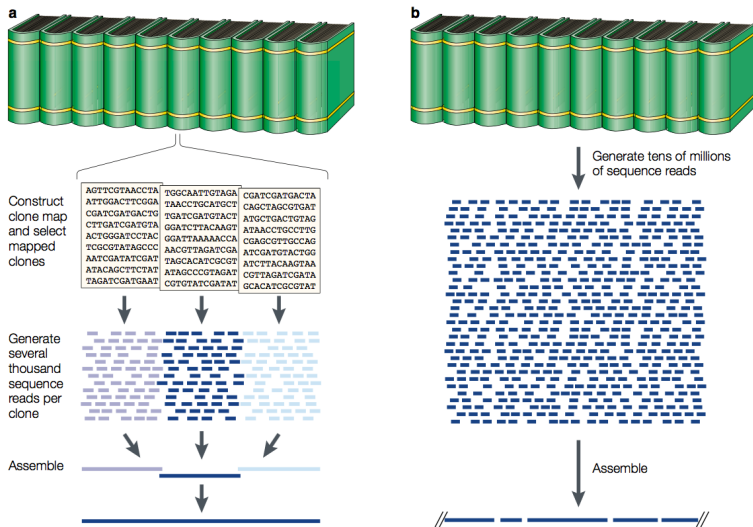 a
Construct
clone map
and select
mapped
clones
AGTTCGTAACCTA
ATTGGACTTCGGA
CGATCGATGACTG
CTTGATCGATGTA
ACTGGGATCCTAC
TCGCGTATAGCCC
AATCGATATCGAT
ATACAGCTTCTAT
TAGATCGATGAAT
TGGCAATTGTAGA
TAACCTGCATGCT
TGATCGATGTACT
GGATCTTACAAGT
GGATTAAAAACCA
AACGTTAGATCGA
TAGCACATCGCGT
ATAGCCCGTAGAT
CGTGTATCGATAT
CGATCGATGACTA
CAGCTAGCGTGAT
ATGCTGACTGTAG
ATAACCTGCCTTG
CGAGCGTTGCCAG
ATCGATGTACTGG
ATCTTACAAGTAA
CGTTAGATCGATA
GCACATCGCGTAT
Generate
several
thousand
sequence
reads per
clone
Assemble
b
Generate tens of millions
of sequence reads
Assemble